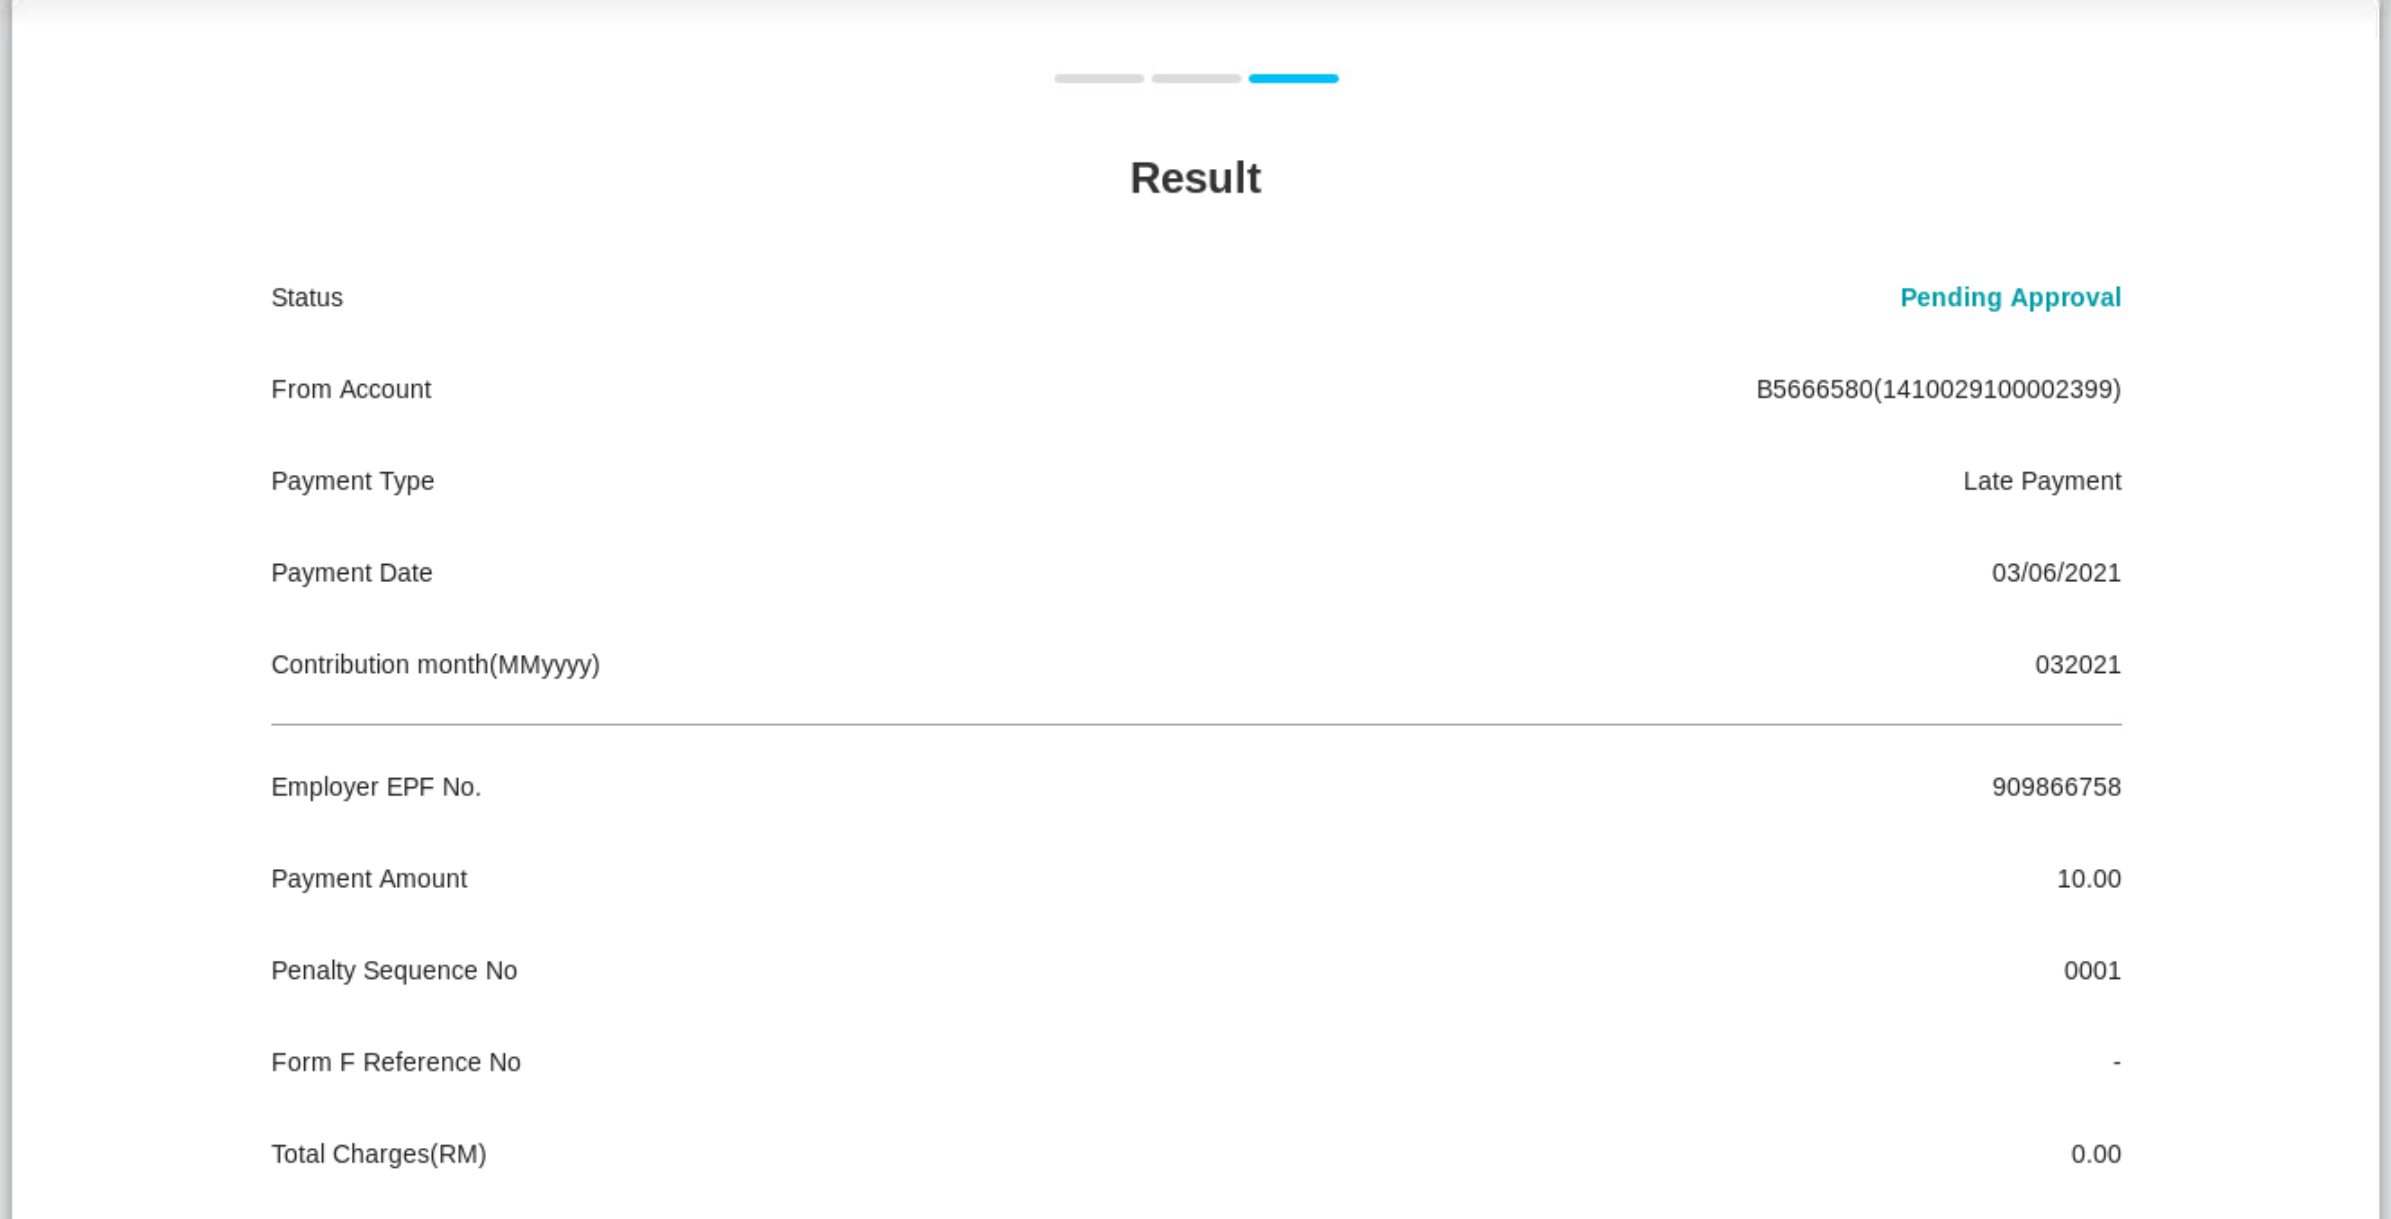 Result
Status Pending Approval
From Account B5666580(1410029100002399)
Payment Type Late Payment
Payment Date 03/06/2021
Contribution month(MMyyyy) 032021
Employer EPF No. 909866758
Payment Amount 10.00
Penalty Sequence No 0001
Form F Reference No -
Total Charges(RM) 0.00